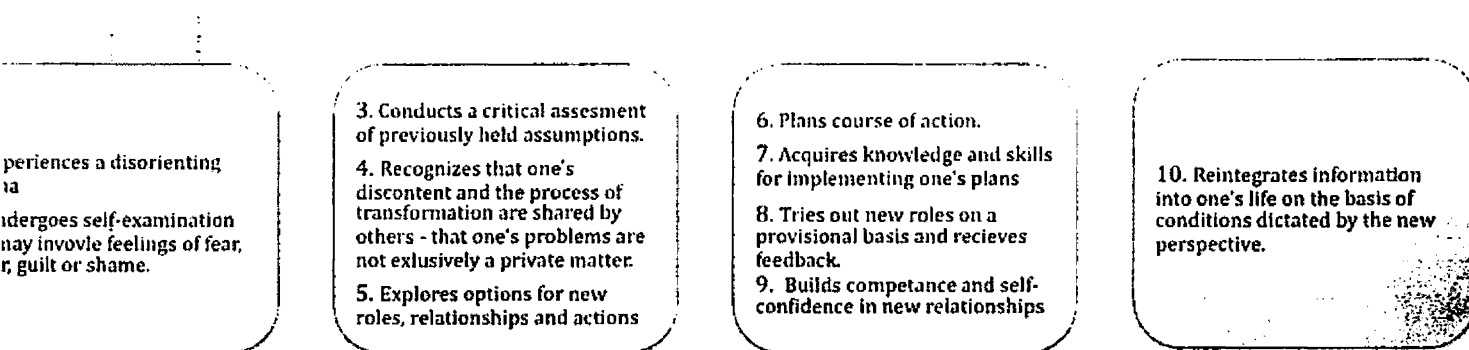 periences a disorienting
na
ndergoes self-examination
nay invovle feelings of fear,
r, guilt or shame.
3. Conducts a critical assesment
of previously held assumptions.
4. Recognizes that one's
discontent and the process of
transformation are shared by
others - that one's problems are
not exlusively a private matter.
5. Explores options for new
roles, relationships and actions
6. Plans course of action.
7. Acquires knowledge and skills
for implementing one's plans
8. Tries out new roles on a
provisional basis and recieves
feedback.
9. Builds competance and self-
confidence in new relationships
10. Reintegrates information
into one's life on the basis of
conditions dictated by the new
perspective.